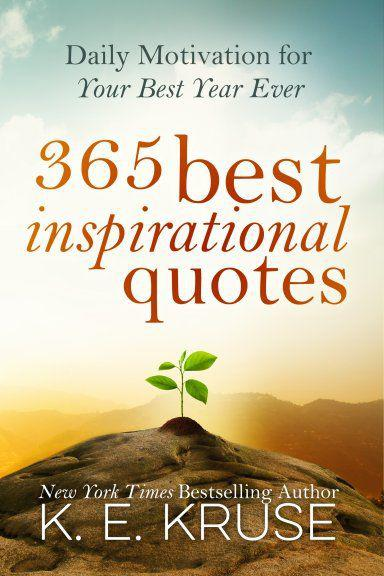 Daily Motivation for
Your Best Year Ever
365 best
inspirational
quotes
New York Times Bestselling Author
K. E. KRUSE